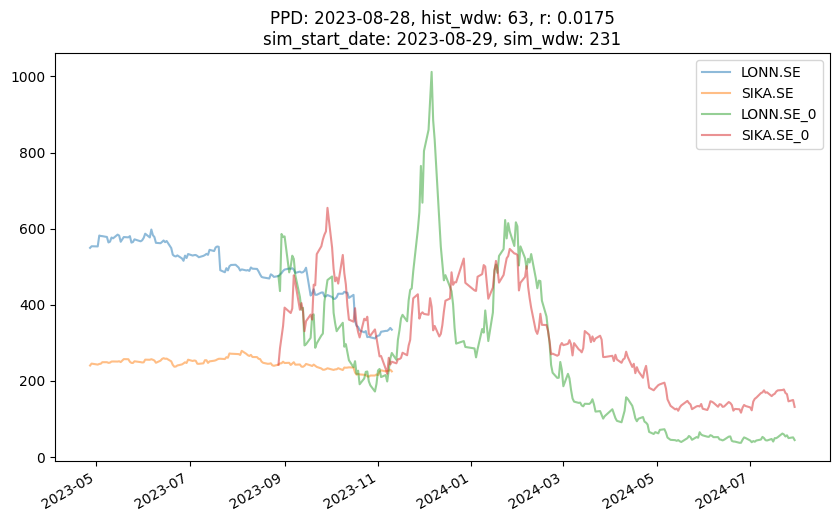 PPD: 2023-08-28, hist_wdw: 63, r: 0.0175
sim_start_date: 2023-08-29, sim_wdw: 231
LONN.SE
SIKA.SE
LONN.SE_0
SIKA.SE_0
1000
800
600
400
200
0
2023-05
2023-07
2023-09
2023-11
2024-01
2024-03
2024-05
2024-07